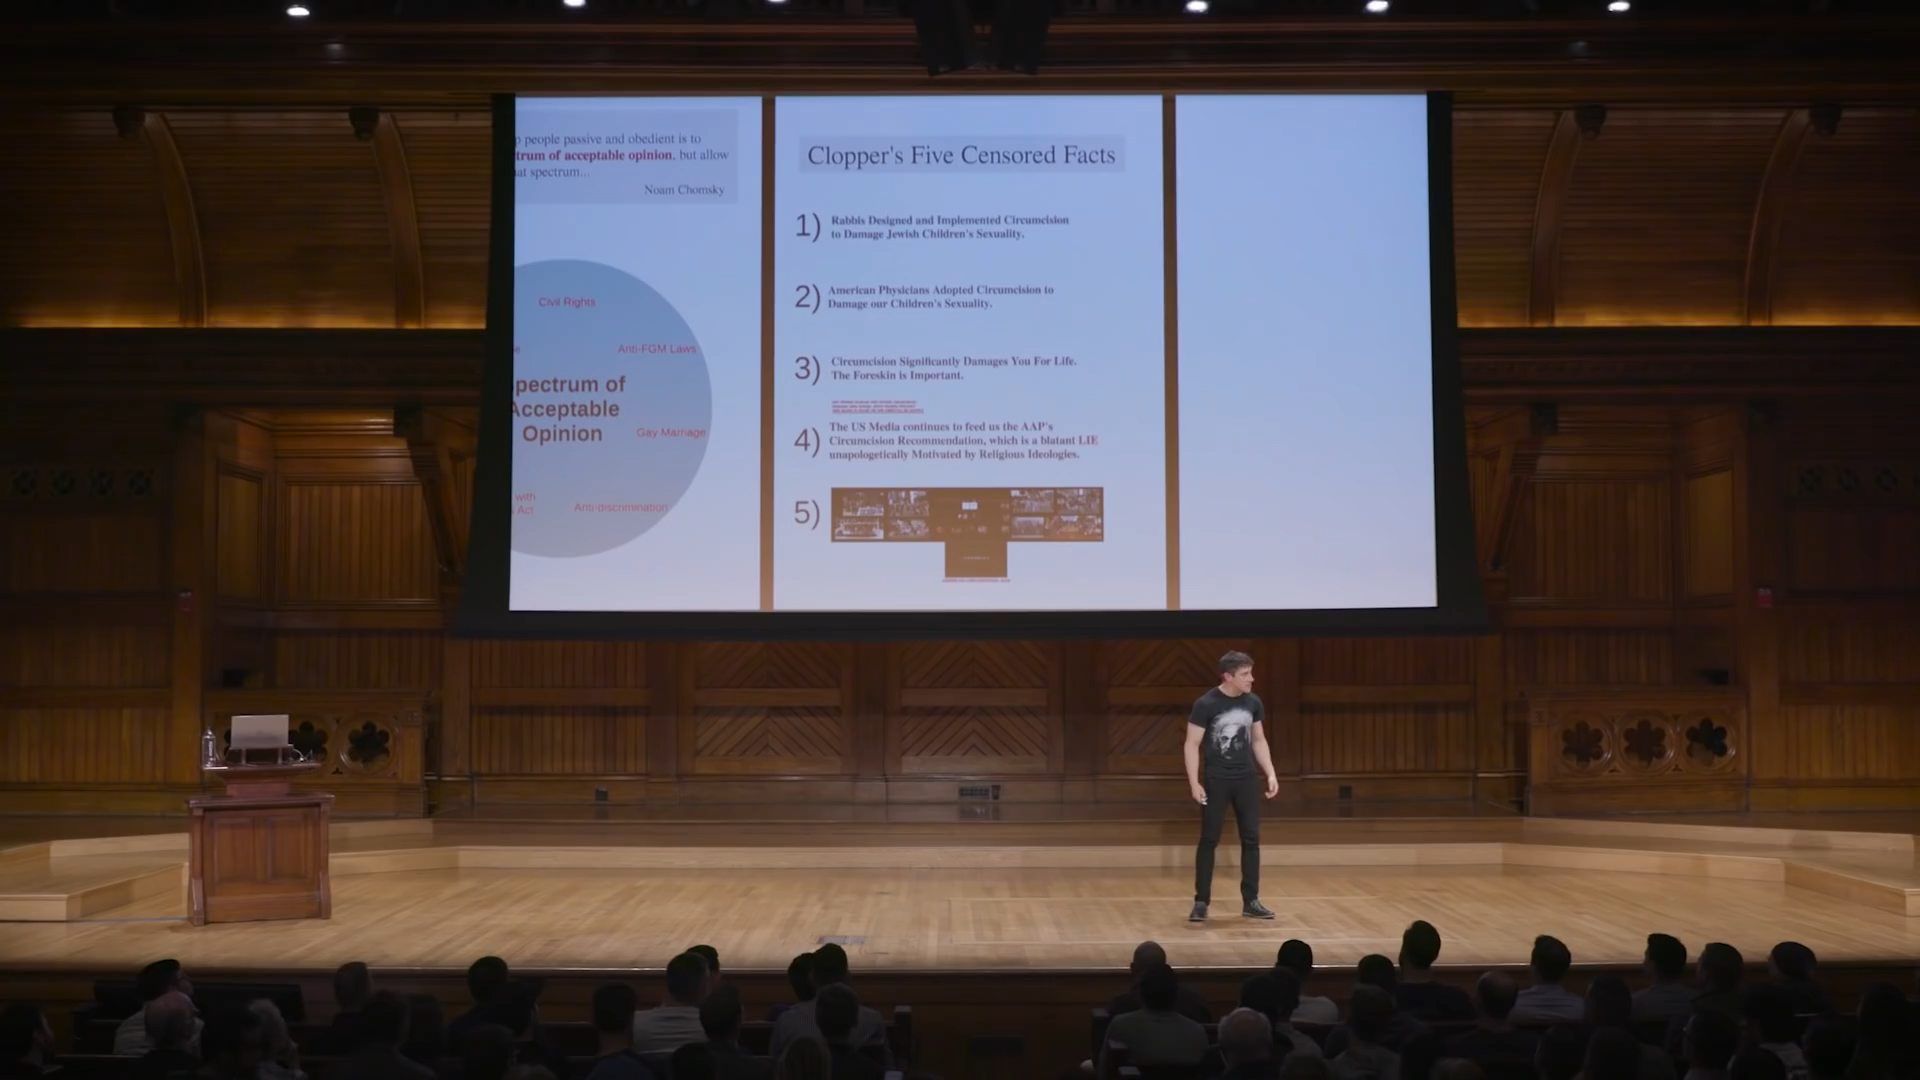 people passive and obedient is to
trum of acceptable opinion, but allow
at spectrum...
Noam Chomsky
Civil Rights
Anti-FGM Laws
pectrum of
Acceptable
Opinion
Gay Marriage
with
Act
Anti-discrimination
Clopper's Five Censored Facts
1) Rabbis Designed and Implemented Circumcision
to Damage Jewish Children's Sexuality.
2) American Physicians Adopted Circumcision to
Damage our Children's Sexuality.
3) Circumcision Significantly Damages You For Life.
The Foreskin is Important.
4) The US Media continues to feed us the AAP's
Circumcision Recommendation, which is a blatant LIE
unapologetically Motivated by Religious Ideologies.
5)